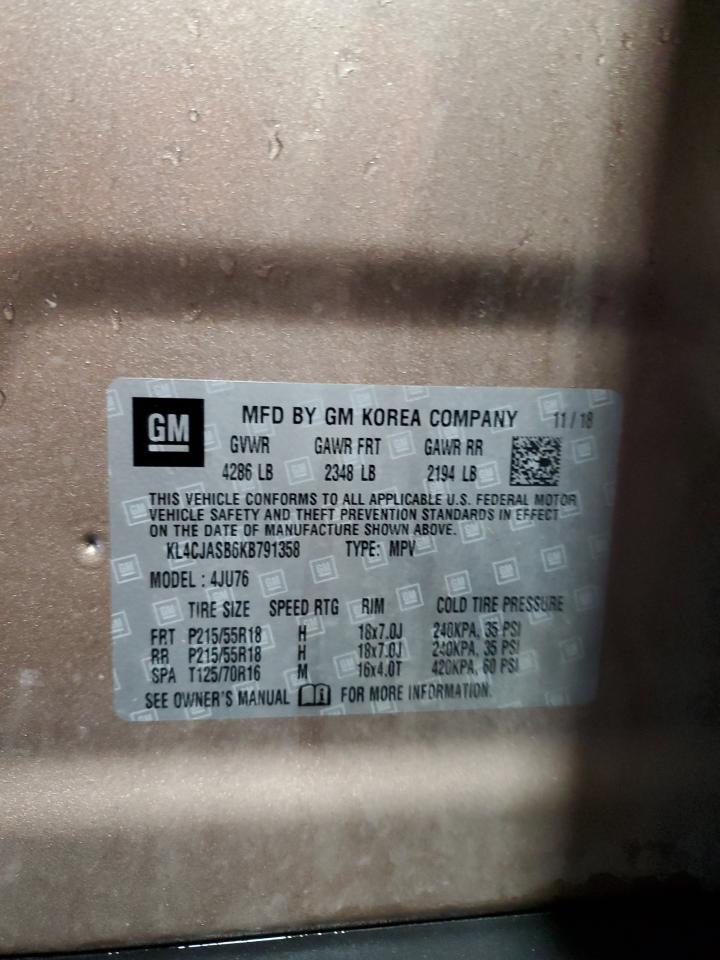 GM
MFD BY GM KOREA COMPANY 11/18
GVWR GAWR FRT GAWR RR
4286 LB 2348 LB 2194 LB
THIS VEHICLE CONFORMS TO ALL APPLICABLE U.S. FEDERAL MOTOR
VEHICLE SAFETY AND THEFT PREVENTION STANDARDS IN EFFECT
ON THE DATE OF MANUFACTURE SHOWN ABOVE.
KL4CJASB6KB791358 TYPE: MPV
MODEL : 4JU76
TIRE SIZE SPEED RTG RIM COLD TIRE PRESSURE
FRT P215/55R18 H 18x7.0J 240KPA, 35 PSI
RR P215/55R18 H 18x7.0J 240KPA, 35 PSI
SPA T125/70R16 M 16x4.0T 420KPA, 60 PSI
SEE OWNER'S MANUAL FOR MORE INFORMATION.